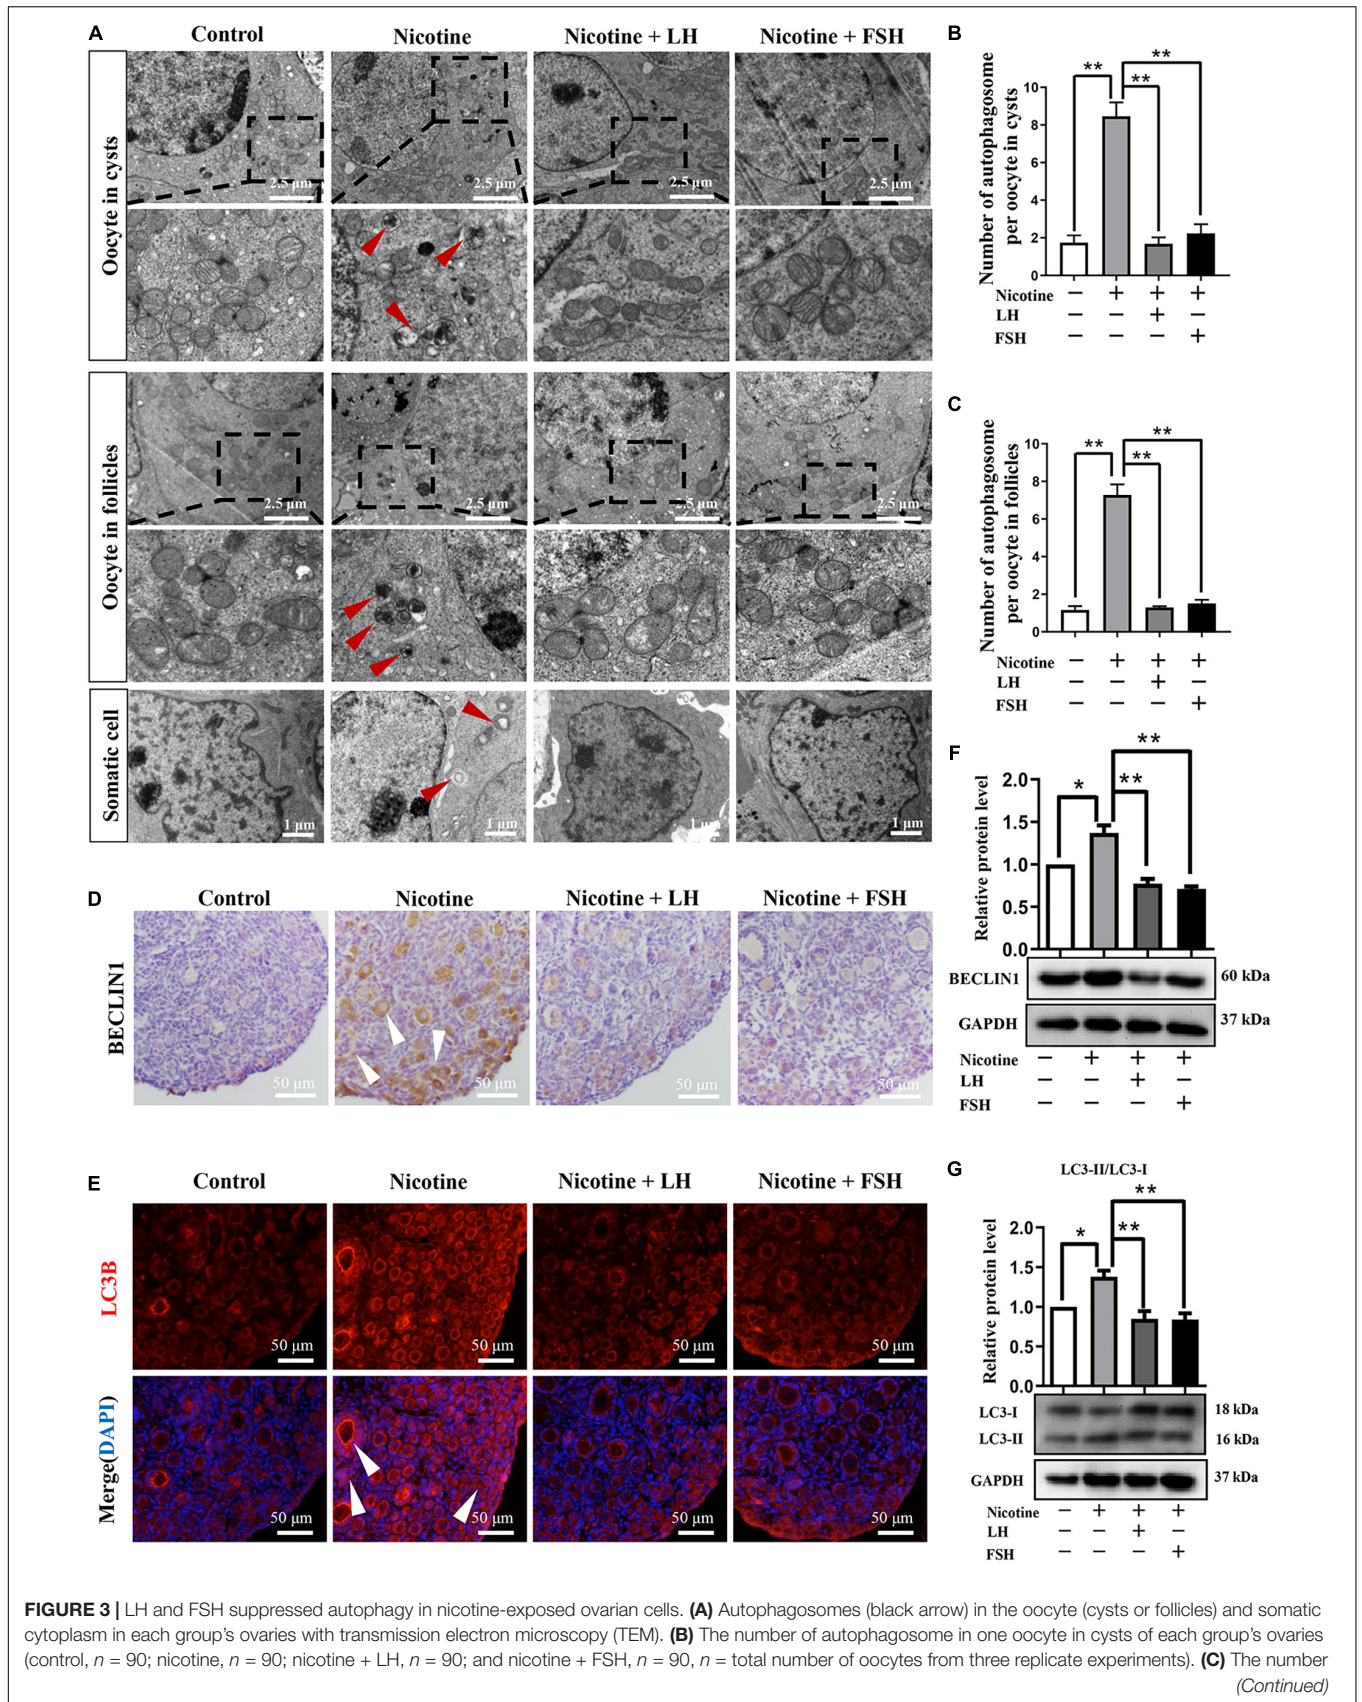 A
Control Nicotine Nicotine + LH Nicotine + FSH
Oocyte in cysts
2.5 µm 2.5 µm 2.5 µm 2.5 µm
Oocyte in follicles
2.5 µm 2.5 µm 2.5 µm 2.5 µm
Somatic cell
1 µm 1 µm 1 µm 1 µm
B
Number of autophagosome
per oocyte in cysts
** ** **
10
8
6
4
2
0
Nicotine − + + +
LH − − + −
FSH − − − +
C
Number of autophagosome
per oocyte in follicles
** ** **
10
8
6
4
2
0
Nicotine − + + +
LH − − + −
FSH − − − +
D
Control Nicotine Nicotine + LH Nicotine + FSH
BECLIN1
50 µm 50 µm 50 µm 50 µm
F
Relative protein level
* ** **
2.0
1.5
1.0
0.5
0.0
BECLIN1 60 kDa
GAPDH 37 kDa
Nicotine − + + +
LH − − + −
FSH − − − +
E
Control Nicotine Nicotine + LH Nicotine + FSH
LC3B
50 µm 50 µm 50 µm 50 µm
Merge(DAPI)
50 µm 50 µm 50 µm 50 µm
G
LC3-II/LC3-I
Relative protein level
* ** **
2.0
1.5
1.0
0.5
0.0
LC3-I 18 kDa
LC3-II 16 kDa
GAPDH 37 kDa
Nicotine − + + +
LH − − + −
FSH − − − +
FIGURE 3 | LH and FSH suppressed autophagy in nicotine-exposed ovarian cells. (A) Autophagosomes (black arrow) in the oocyte (cysts or follicles) and somatic
cytoplasm in each group's ovaries with transmission electron microscopy (TEM). (B) The number of autophagosome in one oocyte in cysts of each group's ovaries
(control, n = 90; nicotine, n = 90; nicotine + LH, n = 90; and nicotine + FSH, n = 90, n = total number of oocytes from three replicate experiments). (C) The number
(Continued)